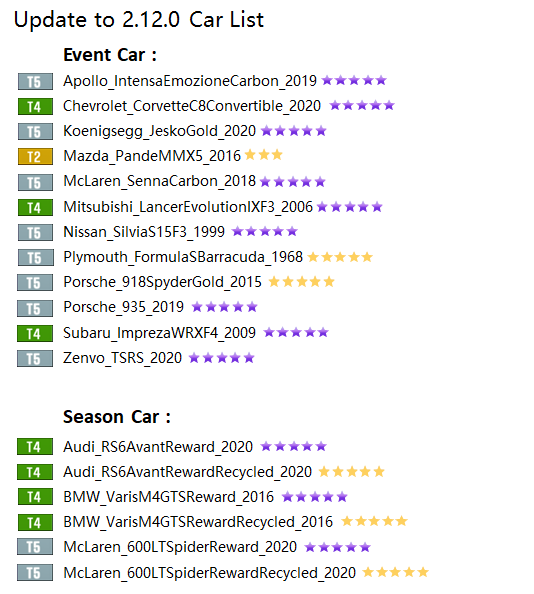 Update to 2.12.0 Car List
Event Car :
T5 Apollo_IntensaEmozioneCarbon_2019
T4 Chevrolet_CorvetteC8Convertible_2020
T5 Koenigsegg_JeskoGold_2020
T2 Mazda_PandeMMX5_2016
T5 McLaren_SennaCarbon_2018
T4 Mitsubishi_LancerEvolutionIXF3_2006
T5 Nissan_SilviaS15F3_1999
T5 Plymouth_FormulaSBarracuda_1968
T5 Porsche_918SpyderGold_2015
T5 Porsche_935_2019
T4 Subaru_ImprezaWRXF4_2009
T5 Zenvo_TSRS_2020
Season Car :
T4 Audi_RS6AvantReward_2020
T4 Audi_RS6AvantRewardRecycled_2020
T4 BMW_VarisM4GTSReward_2016
T4 BMW_VarisM4GTSRewardRecycled_2016
T5 McLaren_600LTSpiderReward_2020
T5 McLaren_600LTSpiderRewardRecycled_2020